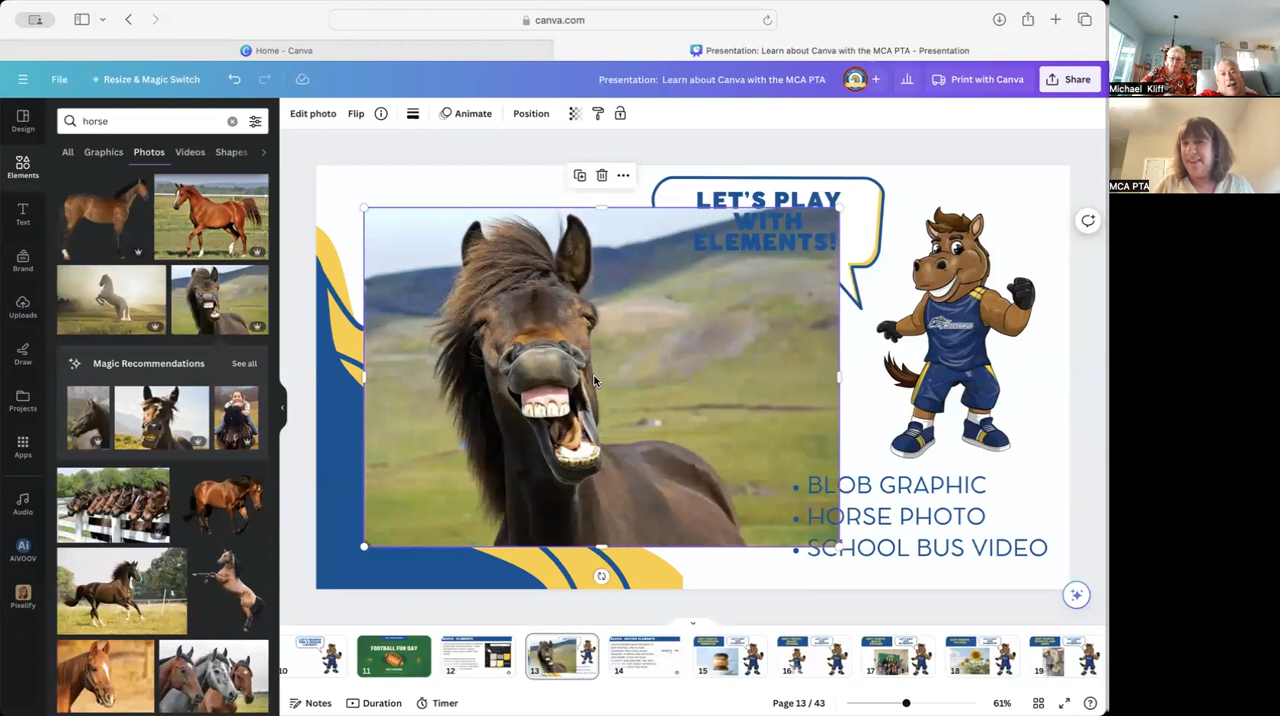 canva.com
Home - Canva
Presentation: Learn about Canva with the MCA PTA - Presentation
File
Resize & Magic Switch
Presentation: Learn about Canva with the MCA PTA
Print with Canva
Share
Design
Elements
Text
Brand
Uploads
Draw
Projects
Apps
Audio
AiVOOV
Pixelify
horse
All
Graphics
Photos
Videos
Shapes
Magic Recommendations
See all
Edit photo
Flip
Animate
Position
LET'S PLAY
WITH
ELEMENTS!
MUSTANGS
• BLOB GRAPHIC
• HORSE PHOTO
• SCHOOL BUS VIDEO
10
11
FOOTBALL FUN DAY
12
13
14
15
16
17
18
19
Notes
Duration
Timer
Page 13 / 43
61%
Michael Kliff
MCA PTA